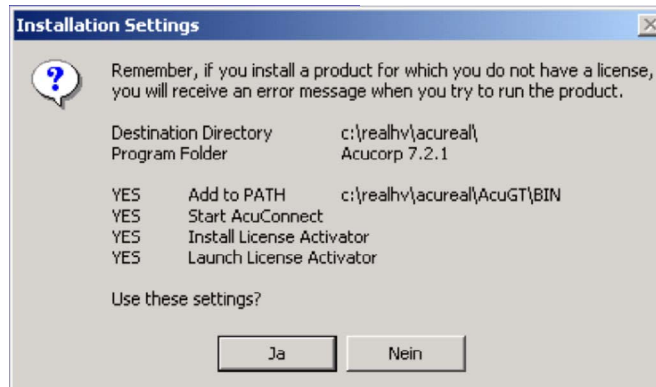 Installation Settings
Remember, if you install a product for which you do not have a license,
you will receive an error message when you try to run the product.
Destination Directory c:\realhv\acureal\
Program Folder Acucorp 7.2.1
YES Add to PATH c:\realhv\acureal\AcuGT\BIN
YES Start AcuConnect
YES Install License Activator
YES Launch License Activator
Use these settings?
Ja Nein